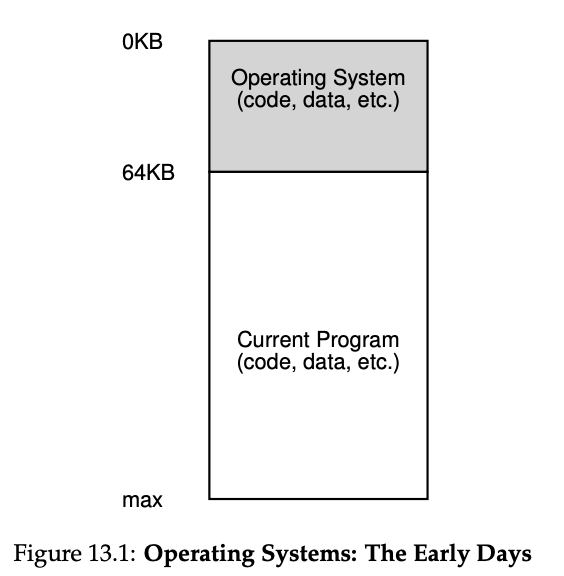 0KB
Operating System
(code, data, etc.)
64KB
Current Program
(code, data, etc.)
max
Figure 13.1: Operating Systems: The Early Days